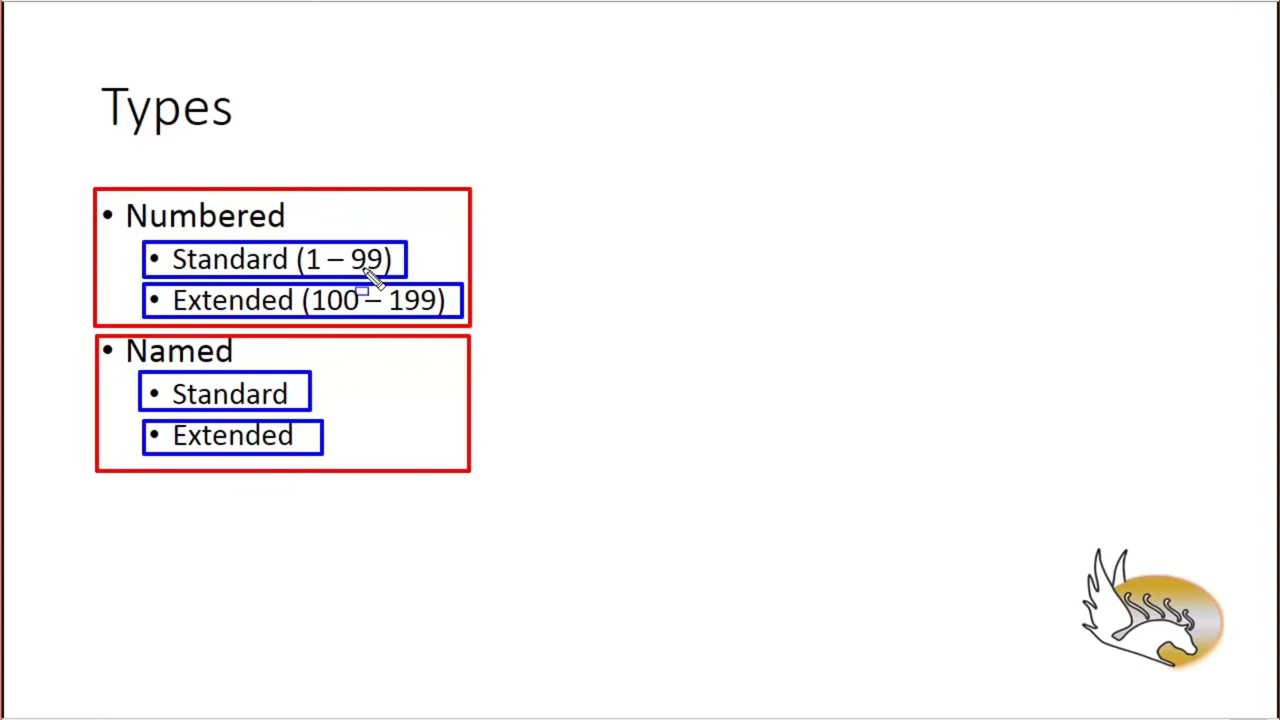 Types
• Numbered
• Standard (1 – 99)
• Extended (100 – 199)
• Named
• Standard
• Extended